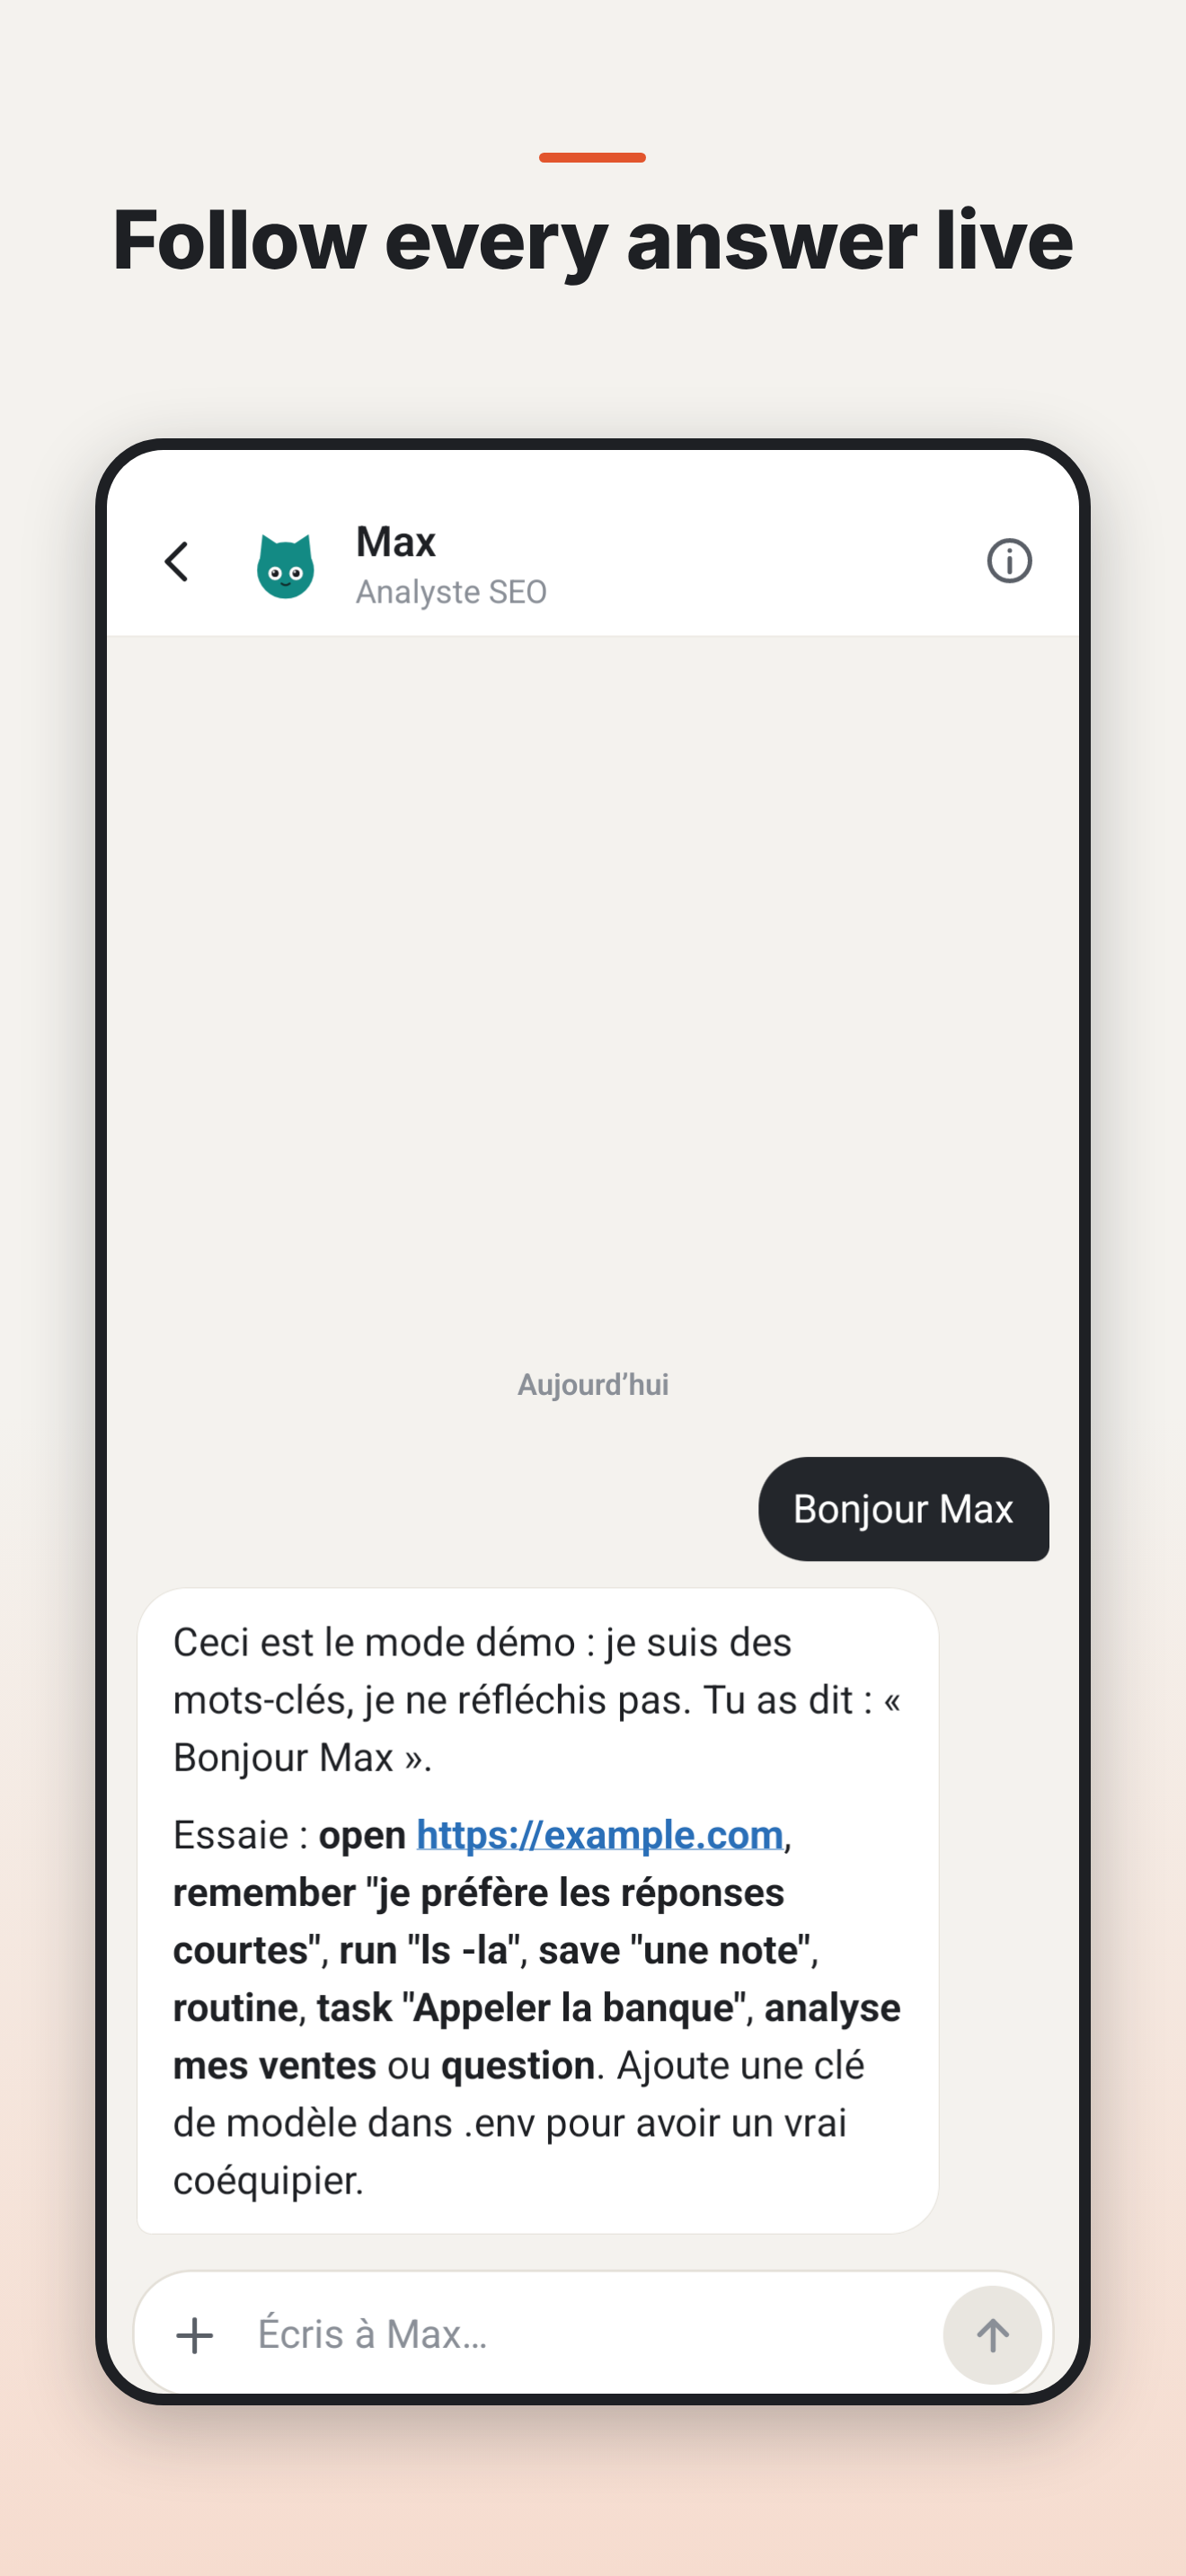 Follow every answer live
Max
Analyste SEO
Aujourd’hui
Bonjour Max
Ceci est le mode démo : je suis des
mots-clés, je ne réfléchis pas. Tu as dit : «
Bonjour Max ».
Essaie : open https://example.com,
remember "je préfère les réponses
courtes", run "ls -la", save "une note",
routine, task "Appeler la banque", analyse
mes ventes ou question. Ajoute une clé
de modèle dans .env pour avoir un vrai
coéquipier.
Écris à Max…